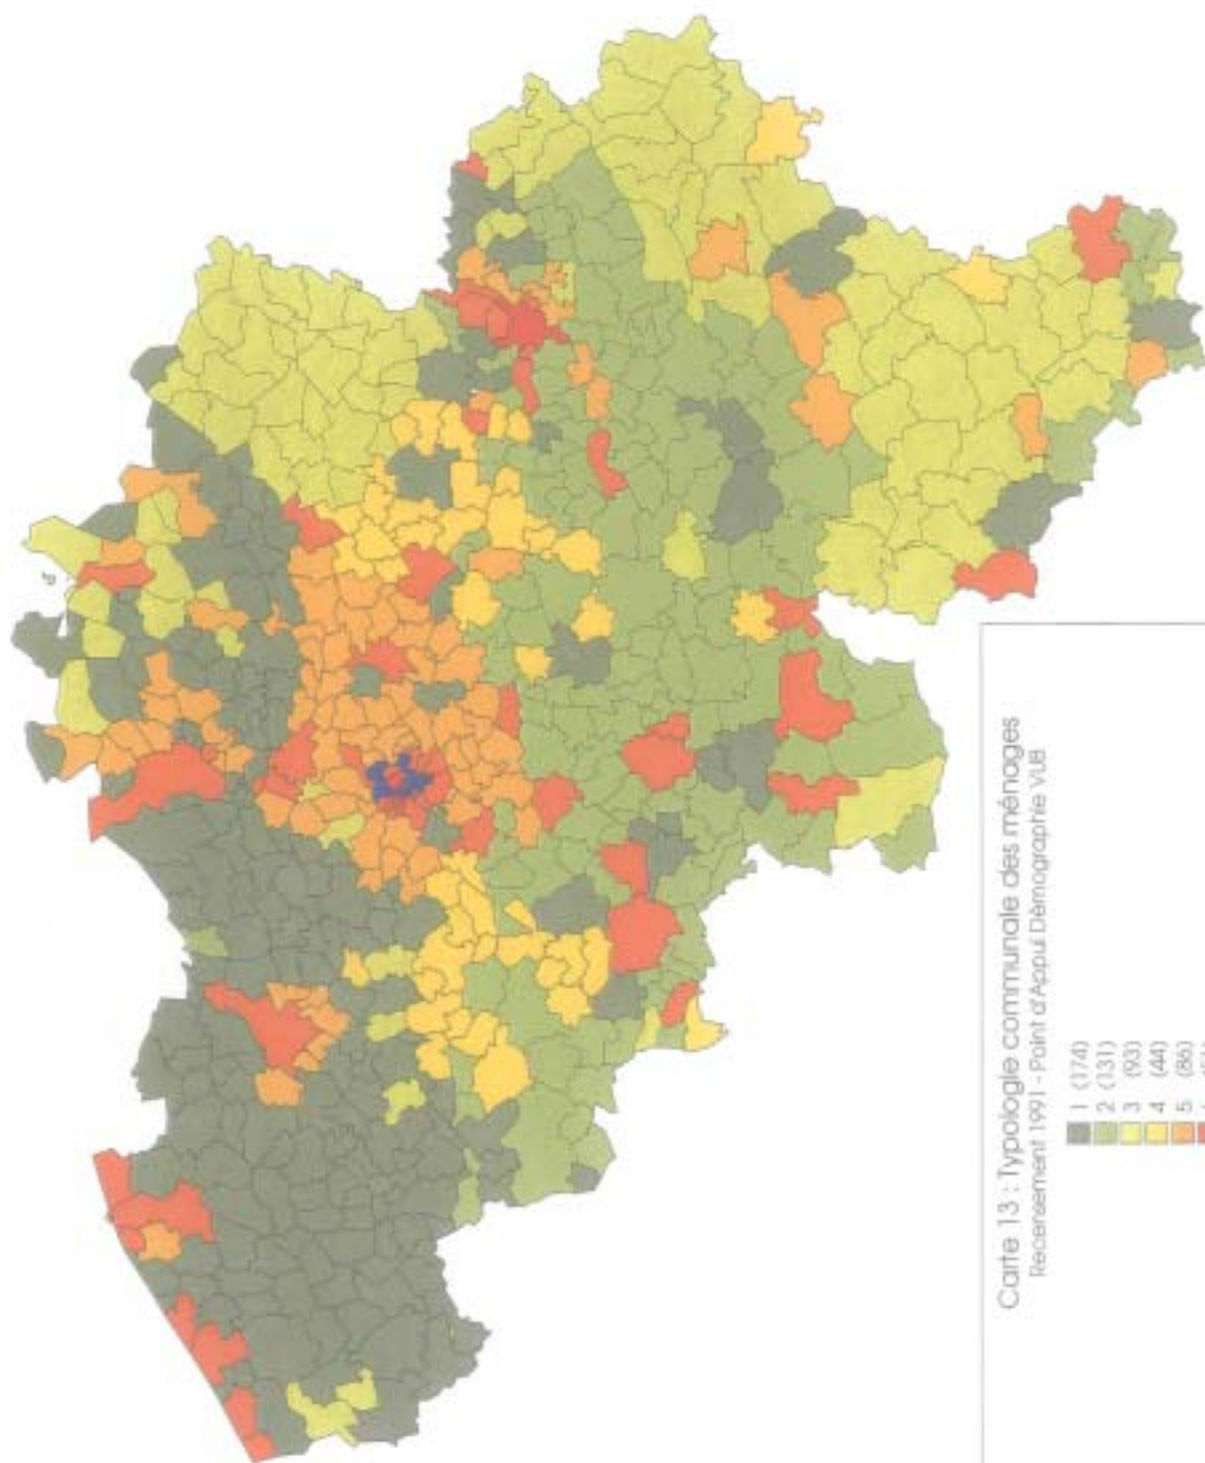 Carte 13 : Typologie communale des ménages
Recensement 1991 - Point d'Appui Démographie VUB
1 (174)
2 (131)
3 (93)
4 (44)
5 (86)